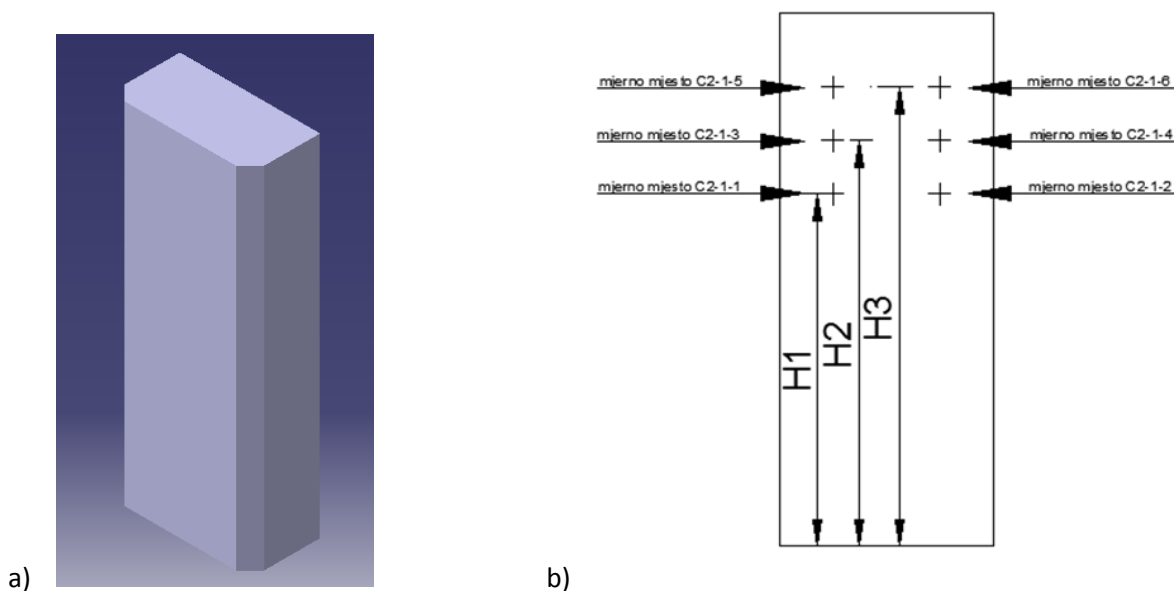 mjerno mjesto C2-1-5
mjerno mjesto C2-1-6
mjerno mjesto C2-1-3
mjerno mjesto C2-1-4
mjerno mjesto C2-1-1
mjerno mjesto C2-1-2
H1
H2
H3
a)
b)